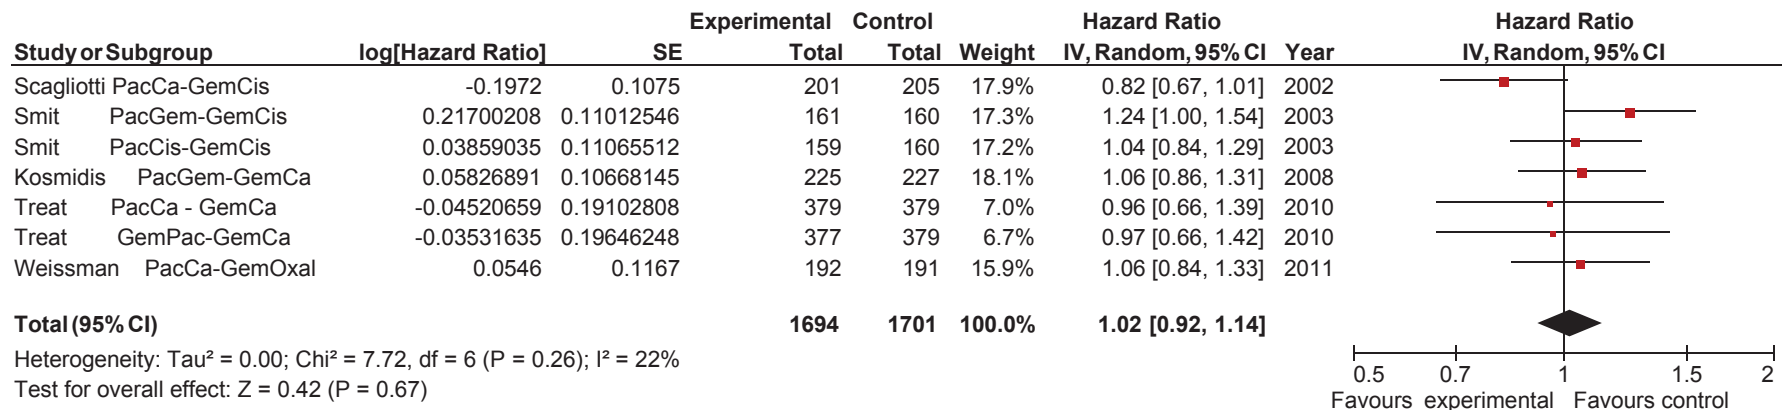 Experimental Control Hazard Ratio Hazard Ratio
Study or Subgroup log[Hazard Ratio] SE Total Total Weight IV, Random, 95% CI Year IV, Random, 95% CI
Scagliotti PacCa-GemCis -0.1972 0.1075 201 205 17.9% 0.82 [0.67, 1.01] 2002
Smit PacGem-GemCis 0.21700208 0.11012546 161 160 17.3% 1.24 [1.00, 1.54] 2003
Smit PacCis-GemCis 0.03859035 0.11065512 159 160 17.2% 1.04 [0.84, 1.29] 2003
Kosmidis PacGem-GemCa 0.05826891 0.10668145 225 227 18.1% 1.06 [0.86, 1.31] 2008
Treat PacCa - GemCa -0.04520659 0.19102808 379 379 7.0% 0.96 [0.66, 1.39] 2010
Treat GemPac-GemCa -0.03531635 0.19646248 377 379 6.7% 0.97 [0.66, 1.42] 2010
Weissman PacCa-GemOxal 0.0546 0.1167 192 191 15.9% 1.06 [0.84, 1.33] 2011
Total (95% CI) 1694 1701 100.0% 1.02 [0.92, 1.14]
Heterogeneity: Tau² = 0.00; Chi² = 7.72, df = 6 (P = 0.26); I² = 22%
Test for overall effect: Z = 0.42 (P = 0.67)
0.5 0.7 1 1.5 2
Favours experimental Favours control